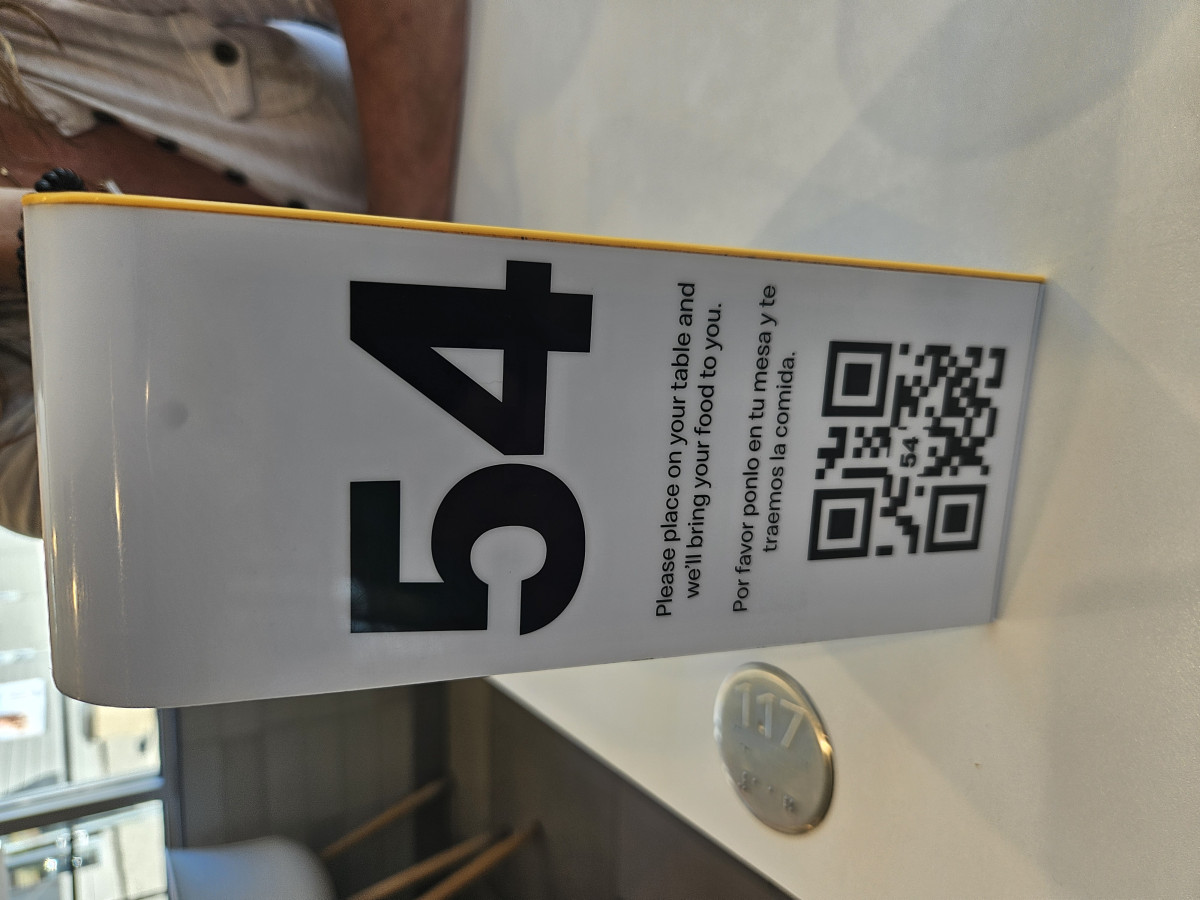 54
Please place on your table and
we'll bring your food to you.
Por favor ponlo en tu mesa y te
traemos la comida.
54
117